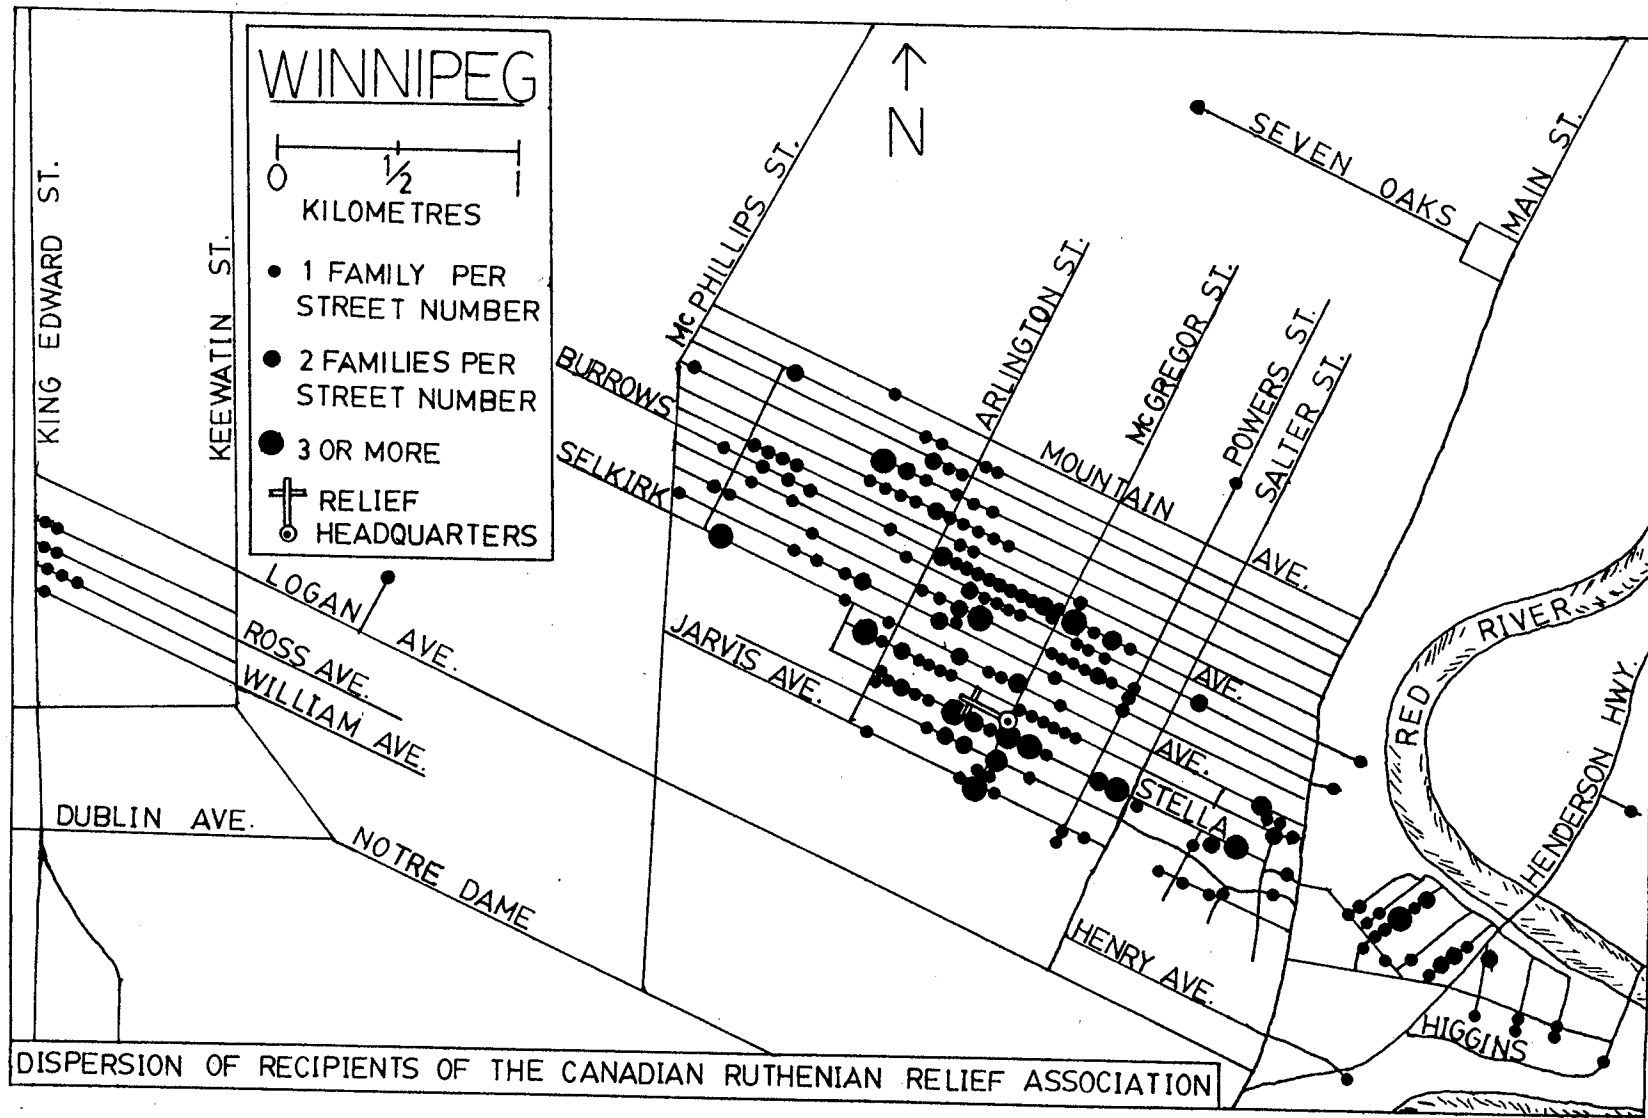 WINNIPEG
0 1/2 1
KILOMETRES
1 FAMILY PER
STREET NUMBER
2 FAMILIES PER
STREET NUMBER
3 OR MORE
RELIEF
HEADQUARTERS
N
KING EDWARD ST.
KEEWATIN ST.
McPHILLIPS ST.
SEVEN OAKS
MAIN ST.
ARLINGTON ST.
McGREGOR ST.
POWERS ST.
SALTER ST.
BURROWS AVE.
SELKIRK AVE.
MOUNTAIN AVE.
LOGAN AVE.
ROSS AVE.
WILLIAM AVE.
JARVIS AVE.
STELLA
RED RIVER
HENDERSON HWY.
DUBLIN AVE.
NOTRE DAME
HENRY AVE.
HIGGINS
DISPERSION OF RECIPIENTS OF THE CANADIAN RUTHENIAN RELIEF ASSOCIATION